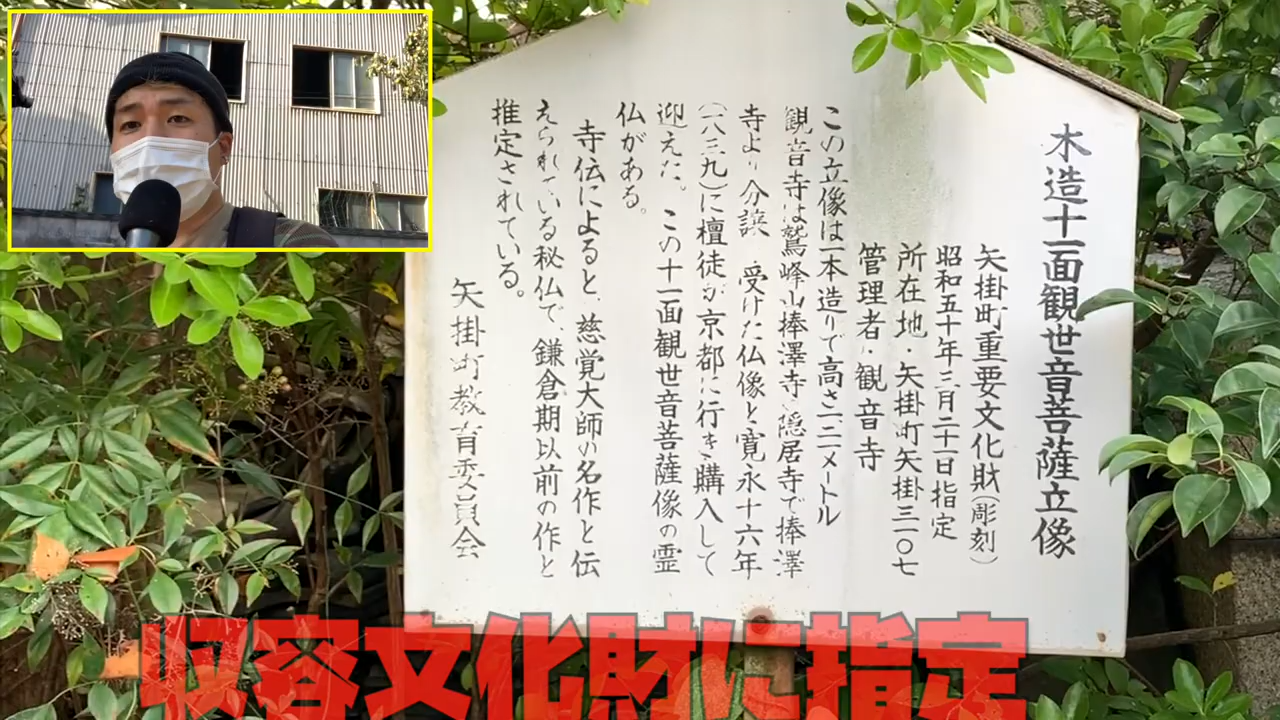 木造十一面観世音菩薩立像
矢掛町重要文化財(彫刻)
昭和五十年三月二十一日指定
所在地・矢掛町矢掛三一〇七
管理者・観音寺
この立像は一本造りで高さ一・二一メートル
観音寺は鷲峰山捧澤寺の隠居寺で捧澤
寺より分譲を受けた仏像と寛永十六年
(一八三九)に檀徒が京都に行き購入して
迎えた。この十一面観世音菩薩像の霊
仏がある。
寺伝によると、慈覚大師の名作と伝
えられている秘仏で、鎌倉期以前の作と
推定されている。
矢掛町教育委員会
収容文化財に指定